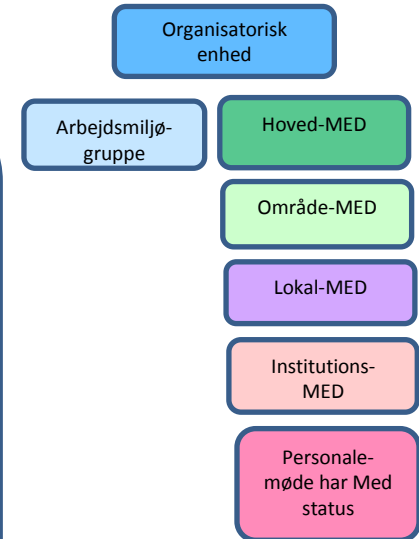 Organisatorisk
enhed
Arbejdsmiljø-
gruppe
Hoved-MED
Område-MED
Lokal-MED
Institutions-
MED
Personale-
møde har Med
status